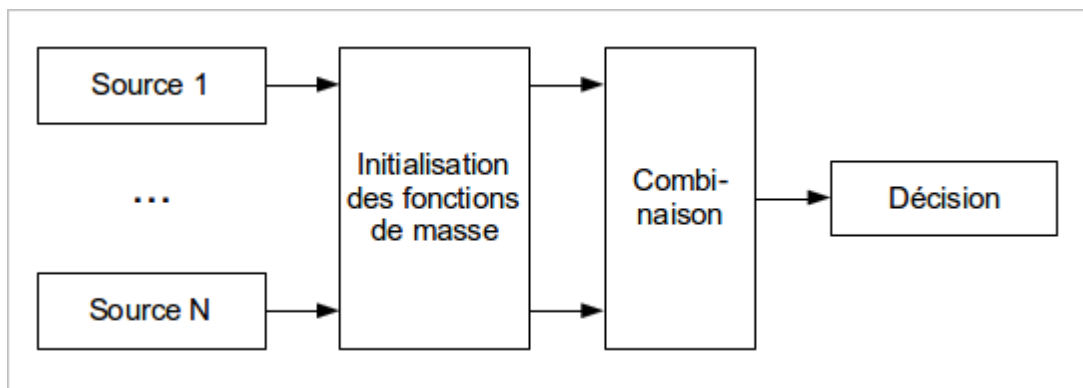 Source 1
...
Source N
Initialisation
des fonctions
de masse
Combi-
naison
Décision